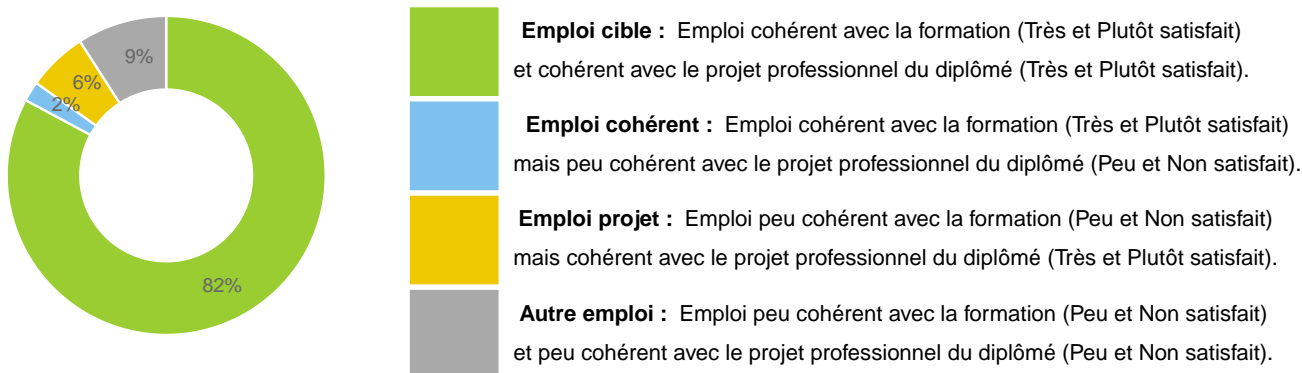 9%
6%
2%
82%
Emploi cible : Emploi cohérent avec la formation (Très et Plutôt satisfait)
et cohérent avec le projet professionnel du diplômé (Très et Plutôt satisfait).
Emploi cohérent : Emploi cohérent avec la formation (Très et Plutôt satisfait)
mais peu cohérent avec le projet professionnel du diplômé (Peu et Non satisfait).
Emploi projet : Emploi peu cohérent avec la formation (Peu et Non satisfait)
mais cohérent avec le projet professionnel du diplômé (Très et Plutôt satisfait).
Autre emploi : Emploi peu cohérent avec la formation (Peu et Non satisfait)
et peu cohérent avec le projet professionnel du diplômé (Peu et Non satisfait).